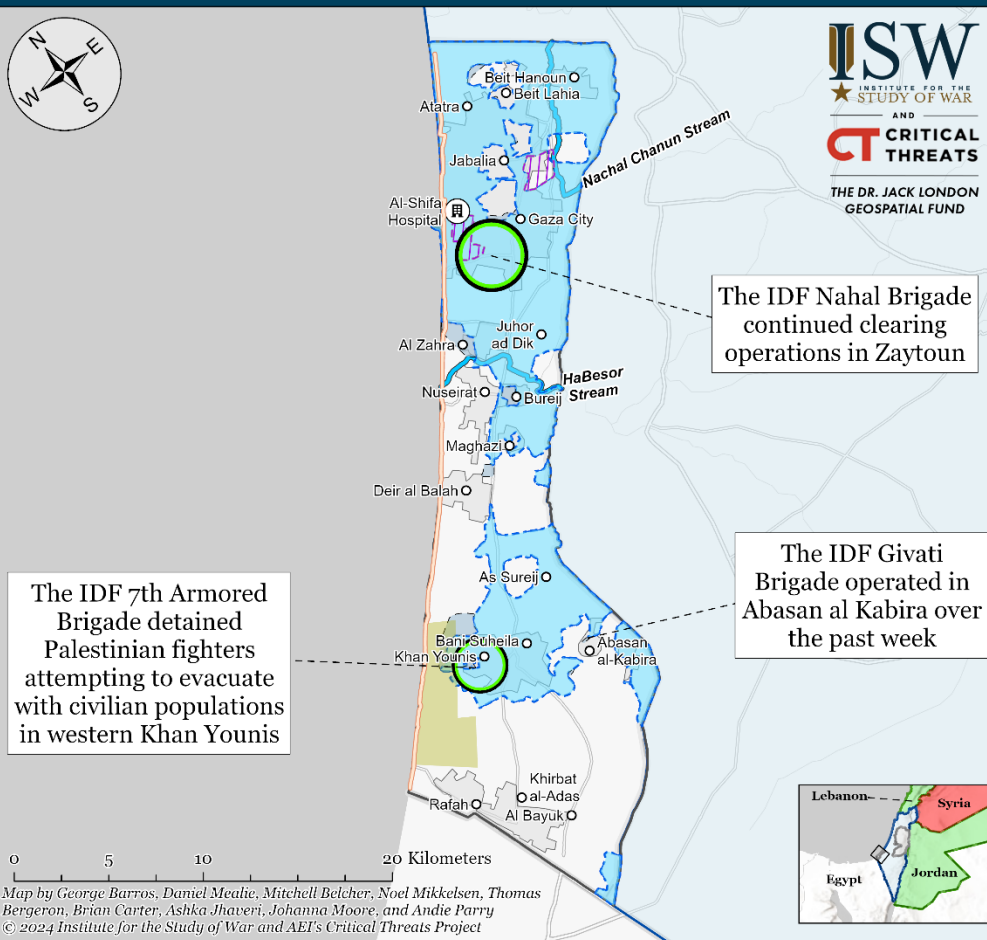 N
E
W
S
ISW
INSTITUTE FOR THE
STUDY OF WAR
AND
CT CRITICAL
THREATS
THE DR. JACK LONDON
GEOSPATIAL FUND
Beit Hanoun
Beit Lahia
Atatra
Nachal Chanun Stream
Jabalia
Al-Shifa
Hospital
Gaza City
The IDF Nahal Brigade
continued clearing
operations in Zaytoun
Juhor
ad Dik
Al Zahra
HaBesor
Stream
Nuseirat
Bureij
Maghazi
Deir al Balah
As Sureij
The IDF Givati
Brigade operated in
Abasan al Kabira over
the past week
The IDF 7th Armored
Brigade detained
Palestinian fighters
attempting to evacuate
with civilian populations
in western Khan Younis
Bani Suheila
Khan Younis
Abasan
al-Kabira
Khirbat
al-Adas
Rafah
Al Bayuk
Lebanon
Syria
Egypt
Jordan
0 5 10 20 Kilometers
Map by George Barros, Daniel Mealie, Mitchell Belcher, Noel Mikkelsen, Thomas
Bergeron, Brian Carter, Ashka Jhaveri, Johanna Moore, and Andie Parry
© 2024 Institute for the Study of War and AEI's Critical Threats Project